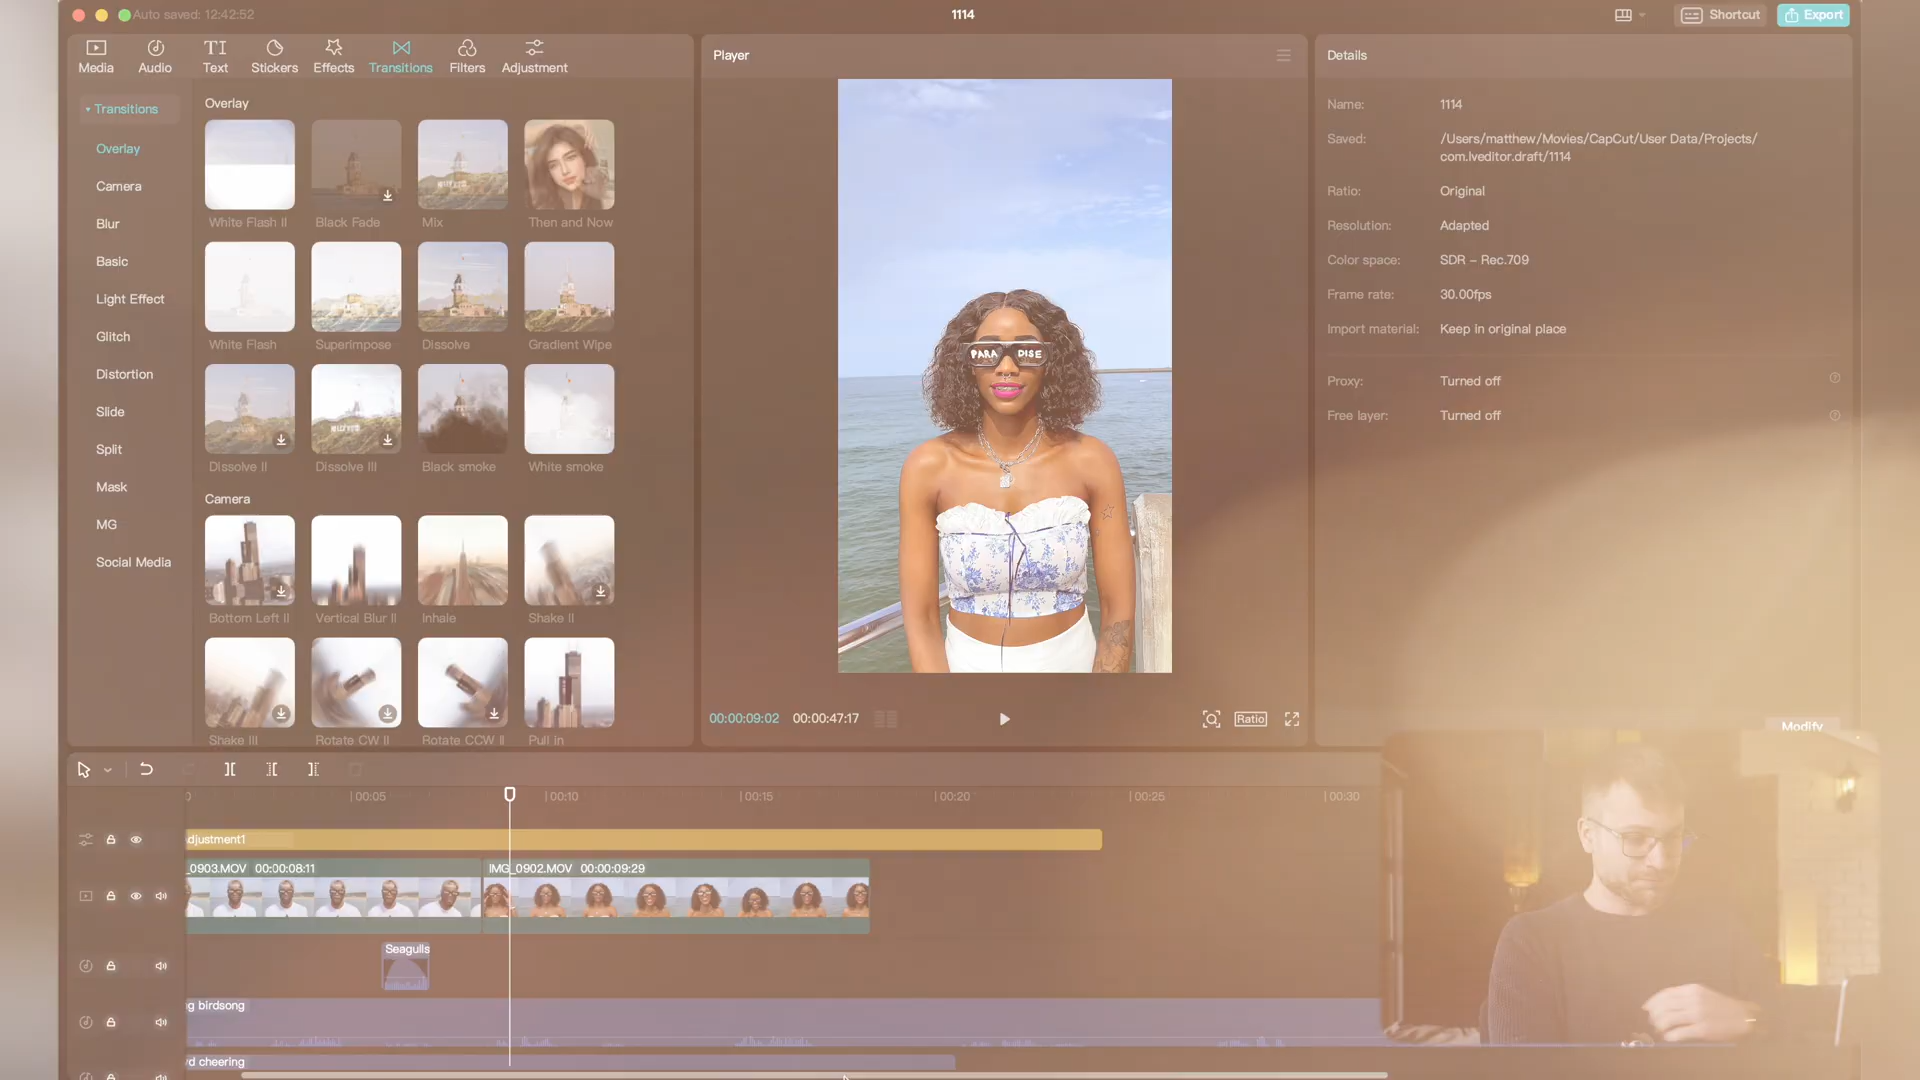 Auto saved: 12:42:52
1114
Shortcut
Export
Media
Audio
TI
Text
Stickers
Effects
Transitions
Filters
Adjustment
Player
Details
Transitions
Overlay
Camera
Blur
Basic
Light Effect
Glitch
Distortion
Slide
Split
Mask
MG
Social Media
Overlay
White Flash II
Black Fade
Mix
Then and Now
White Flash
Superimpose
Dissolve
Gradient Wipe
Dissolve II
Dissolve III
Black smoke
White smoke
Camera
Bottom Left II
Vertical Blur II
Inhale
Shake II
Shake III
Rotate CW II
Rotate CCW II
Pull in
PARA DISE
00:00:09:02
00:00:47:17
Ratio
Name: 1114
Saved: /Users/matthew/Movies/CapCut/User Data/Projects/
com.lveditor.draft/1114
Ratio: Original
Resolution: Adapted
Color space: SDR - Rec.709
Frame rate: 30.00fps
Import material: Keep in original place
Proxy: Turned off
Free layer: Turned off
Modify
0
00:05
00:10
00:15
00:20
00:25
00:30
djustment1
_0903.MOV 00:00:08:11
IMG_0902.MOV 00:00:09:29
Seagulls
g birdsong
d cheering